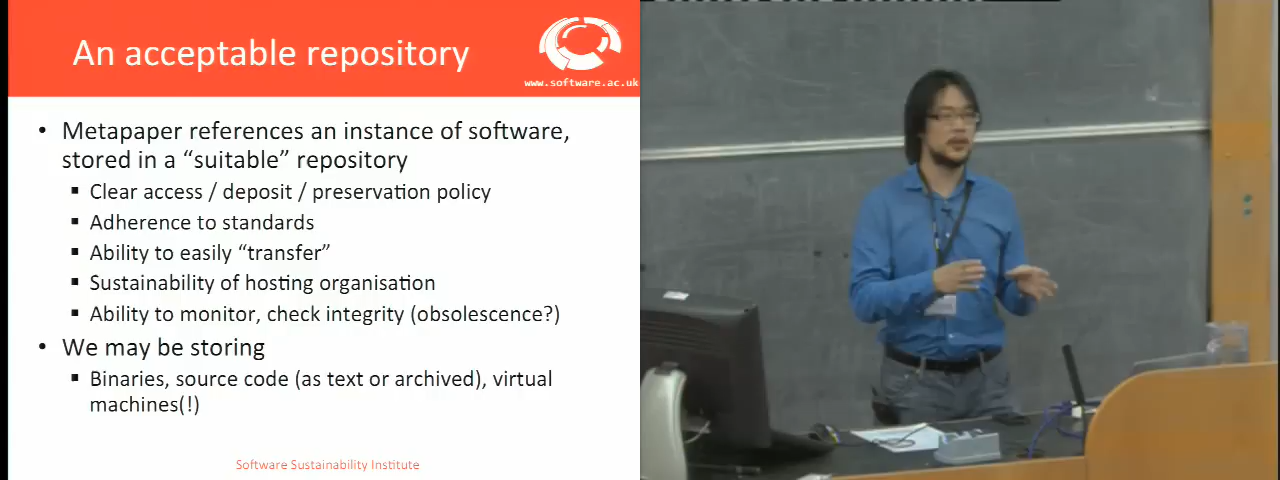 An acceptable repository
www.software.ac.uk
• Metapaper references an instance of software,
stored in a “suitable” repository
▪ Clear access / deposit / preservation policy
▪ Adherence to standards
▪ Ability to easily “transfer”
▪ Sustainability of hosting organisation
▪ Ability to monitor, check integrity (obsolescence?)
• We may be storing
▪ Binaries, source code (as text or archived), virtual
machines(!)
Software Sustainability Institute